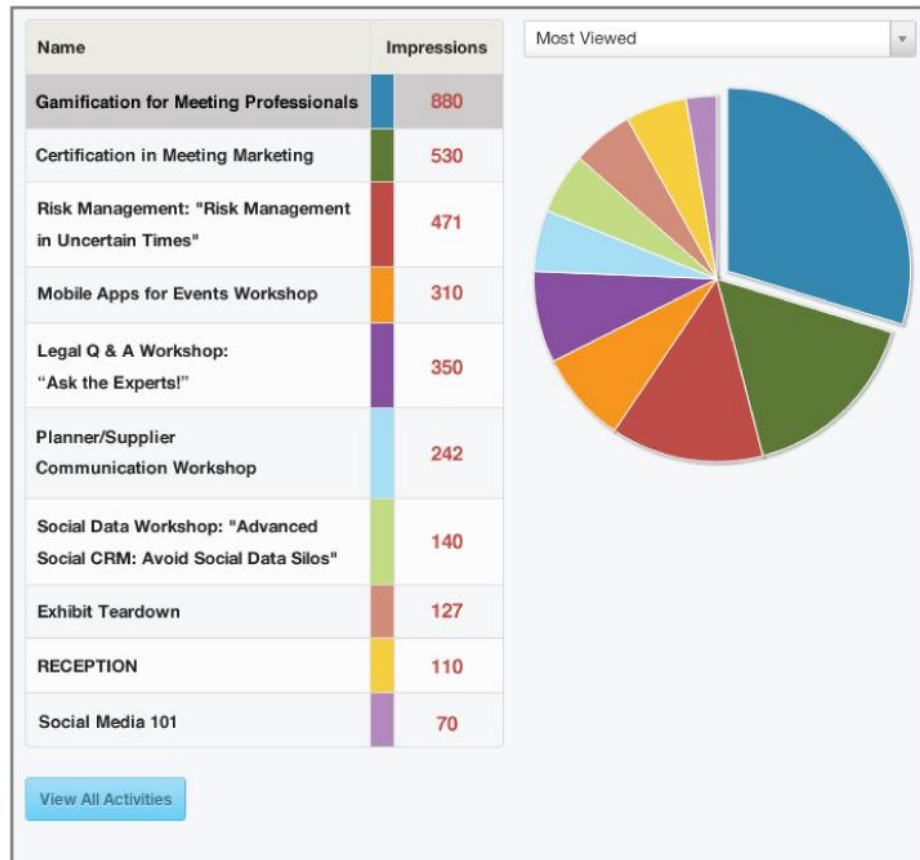 Name Impressions
Most Viewed
Gamification for Meeting Professionals 880
Certification in Meeting Marketing 530
Risk Management: "Risk Management
in Uncertain Times" 471
Mobile Apps for Events Workshop 310
Legal Q & A Workshop:
“Ask the Experts!” 350
Planner/Supplier
Communication Workshop 242
Social Data Workshop: "Advanced
Social CRM: Avoid Social Data Silos" 140
Exhibit Teardown 127
RECEPTION 110
Social Media 101 70
View All Activities